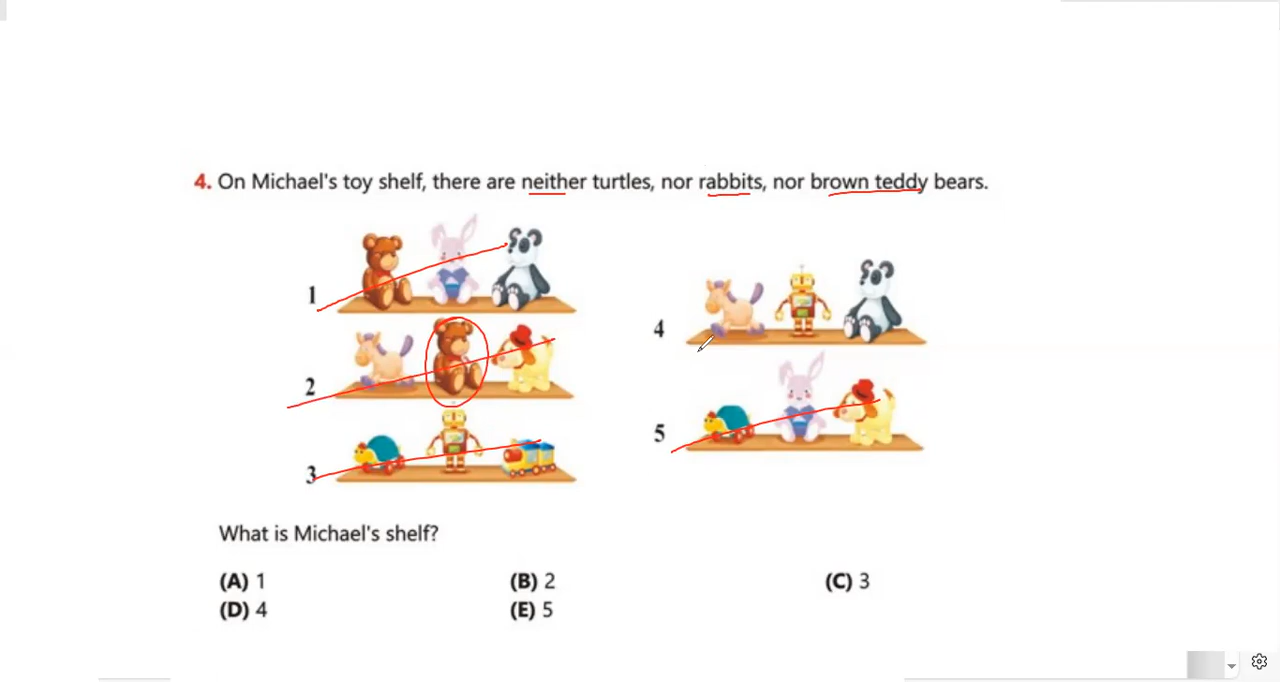 4. On Michael's toy shelf, there are neither turtles, nor rabbits, nor brown teddy bears.
1
2
3
4
5
What is Michael's shelf?
(A) 1
(B) 2
(C) 3
(D) 4
(E) 5